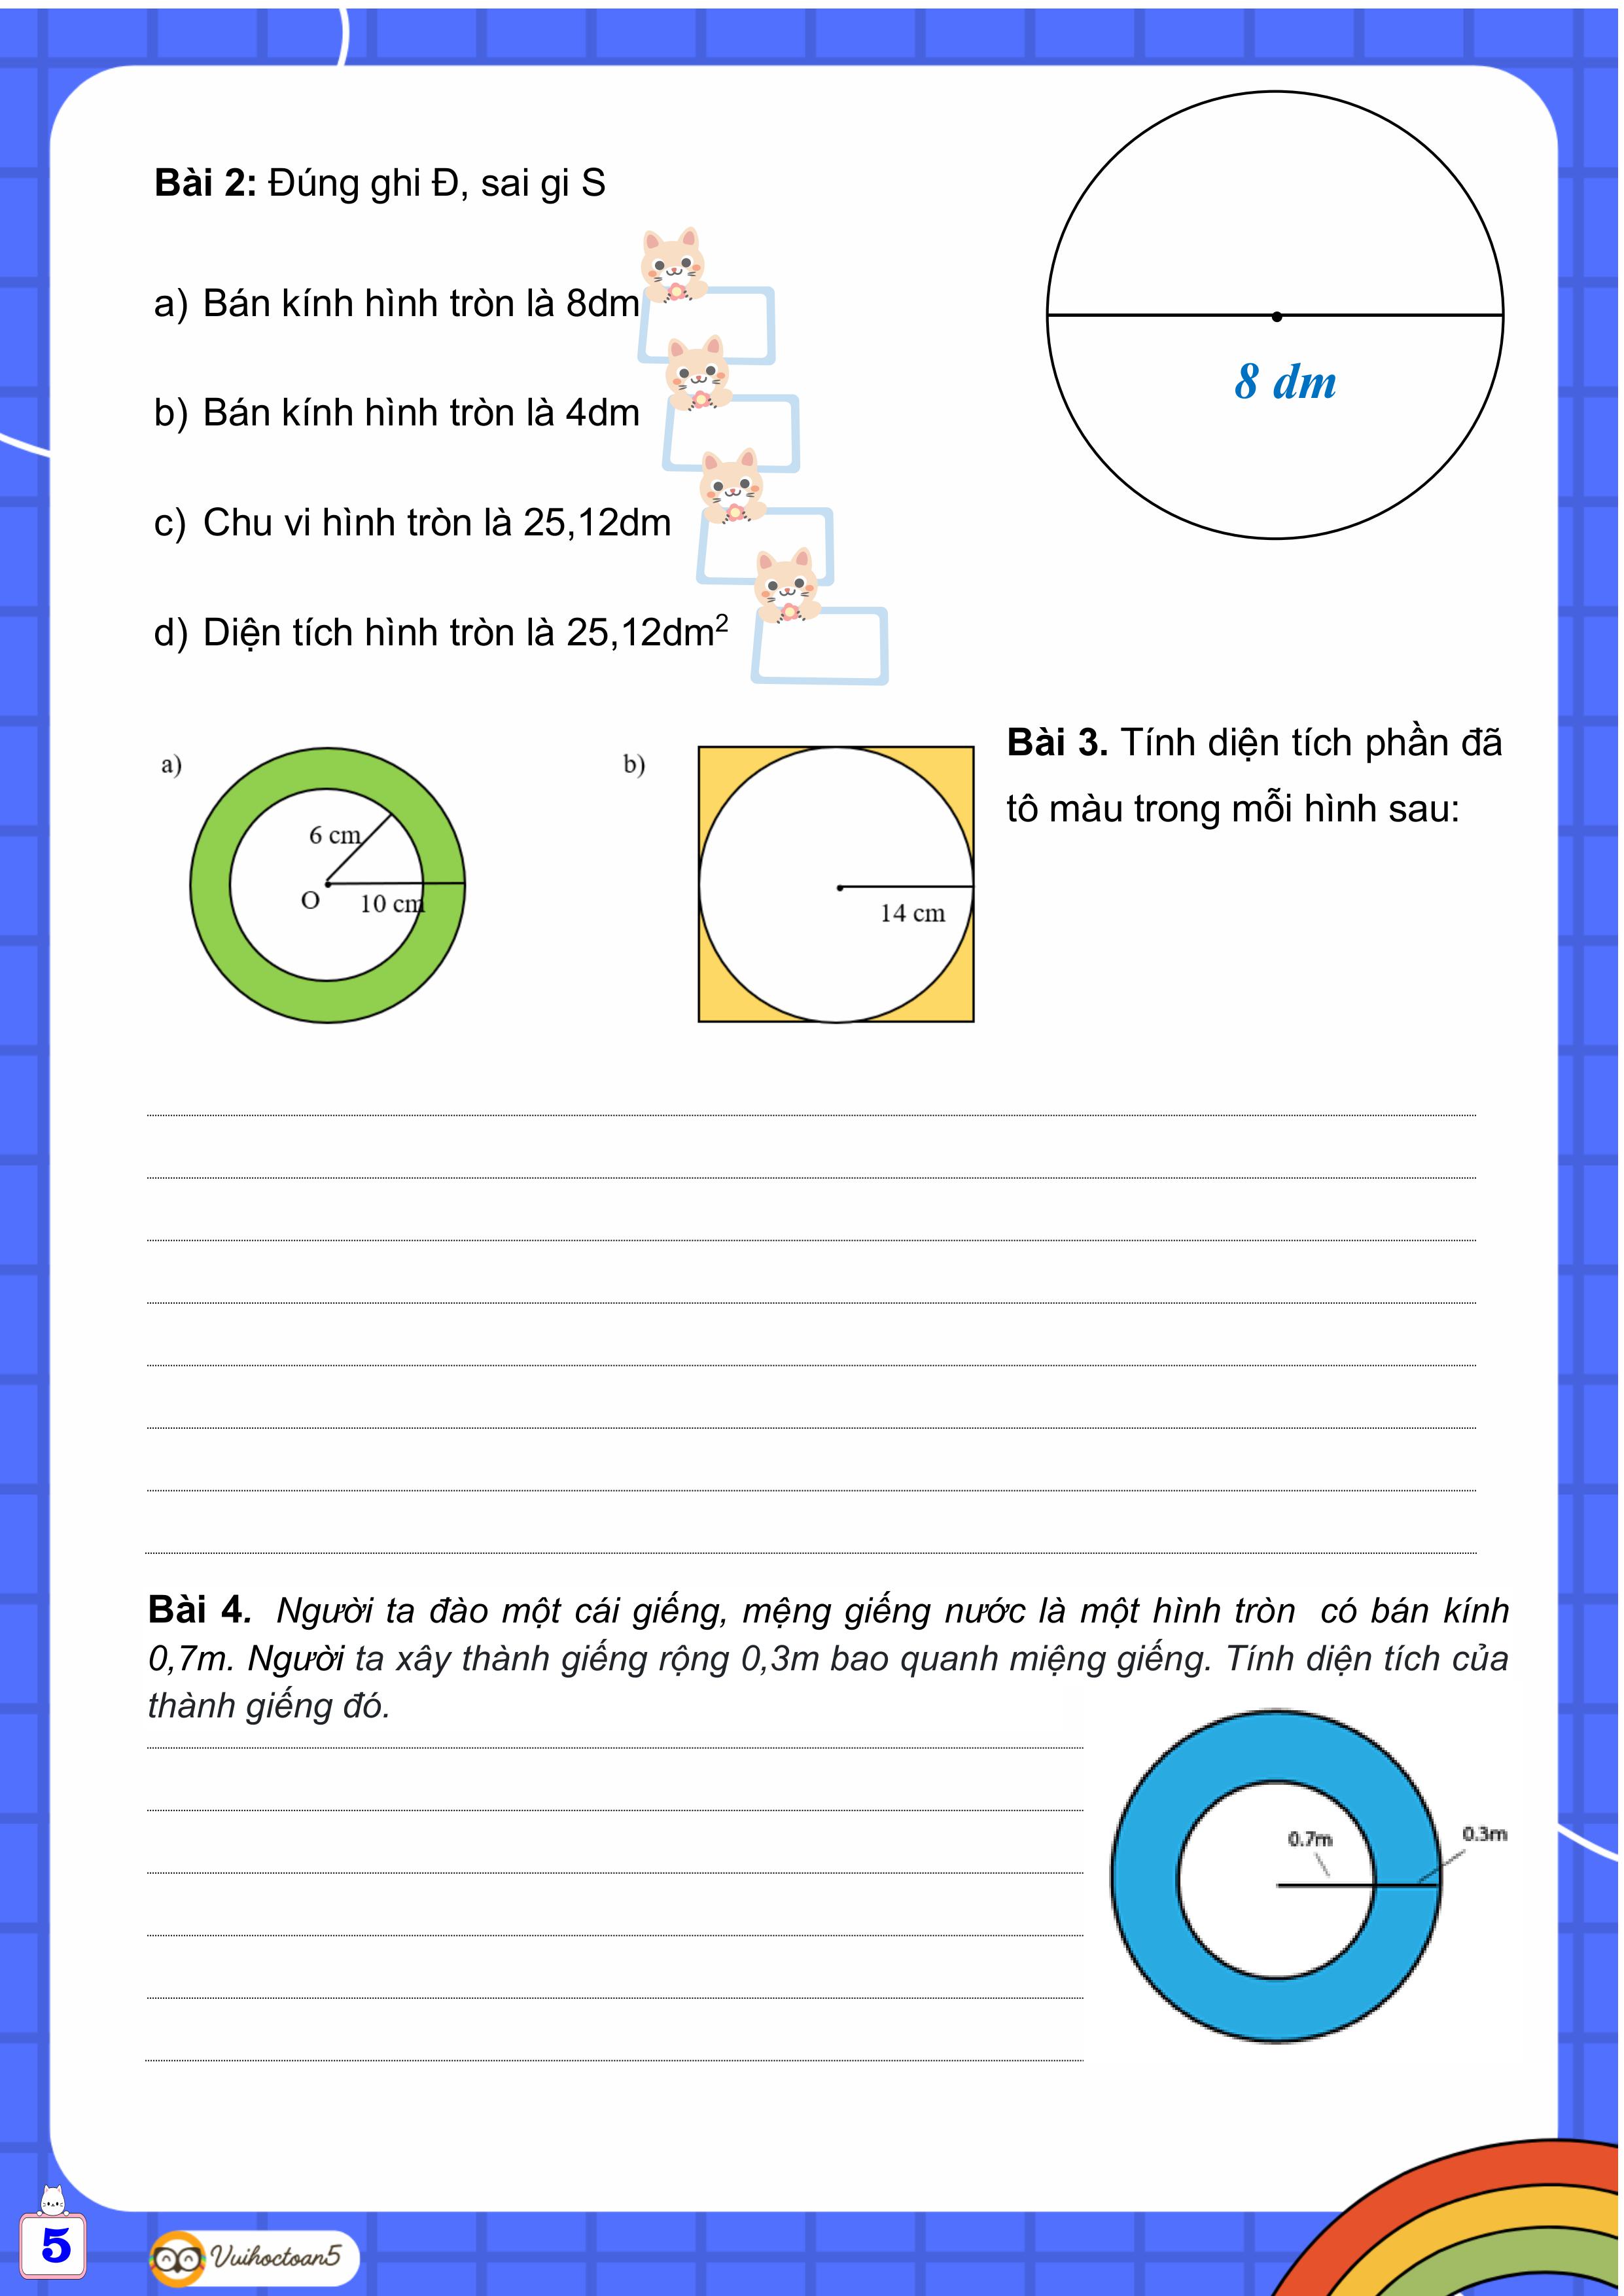 Bài 2: Đúng ghi Đ, sai gi S
8 dm
a) Bán kính hình tròn là 8dm
b) Bán kính hình tròn là 4dm
c) Chu vi hình tròn là 25,12dm
d) Diện tích hình tròn là 25,12dm²
Bài 3. Tính diện tích phần đã
tô màu trong mỗi hình sau:
a)
6 cm
O
10 cm
b)
14 cm
Bài 4. Người ta đào một cái giếng, mệng giếng nước là một hình tròn có bán kính
0,7m. Người ta xây thành giếng rộng 0,3m bao quanh miệng giếng. Tính diện tích của
thành giếng đó.
0.7m
0.3m
5
Vuihoctoan5